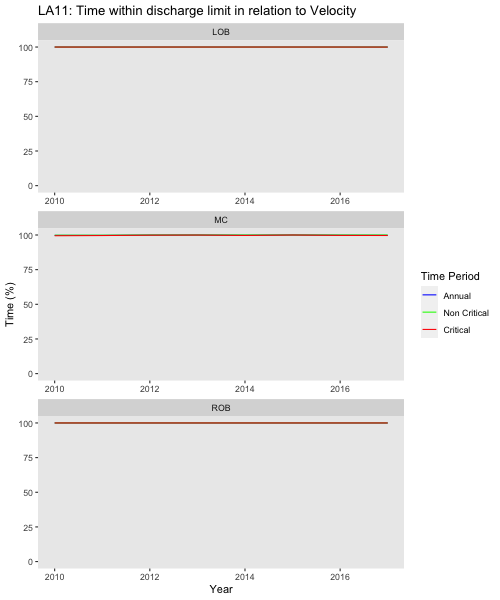 LA11: Time within discharge limit in relation to Velocity
LOB
100
75
50
25
0
2010 2012 2014 2016
MC
100
75
50
25
0
2010 2012 2014 2016
ROB
100
75
50
25
0
2010 2012 2014 2016
Time (%)
Year
Time Period
Annual
Non Critical
Critical